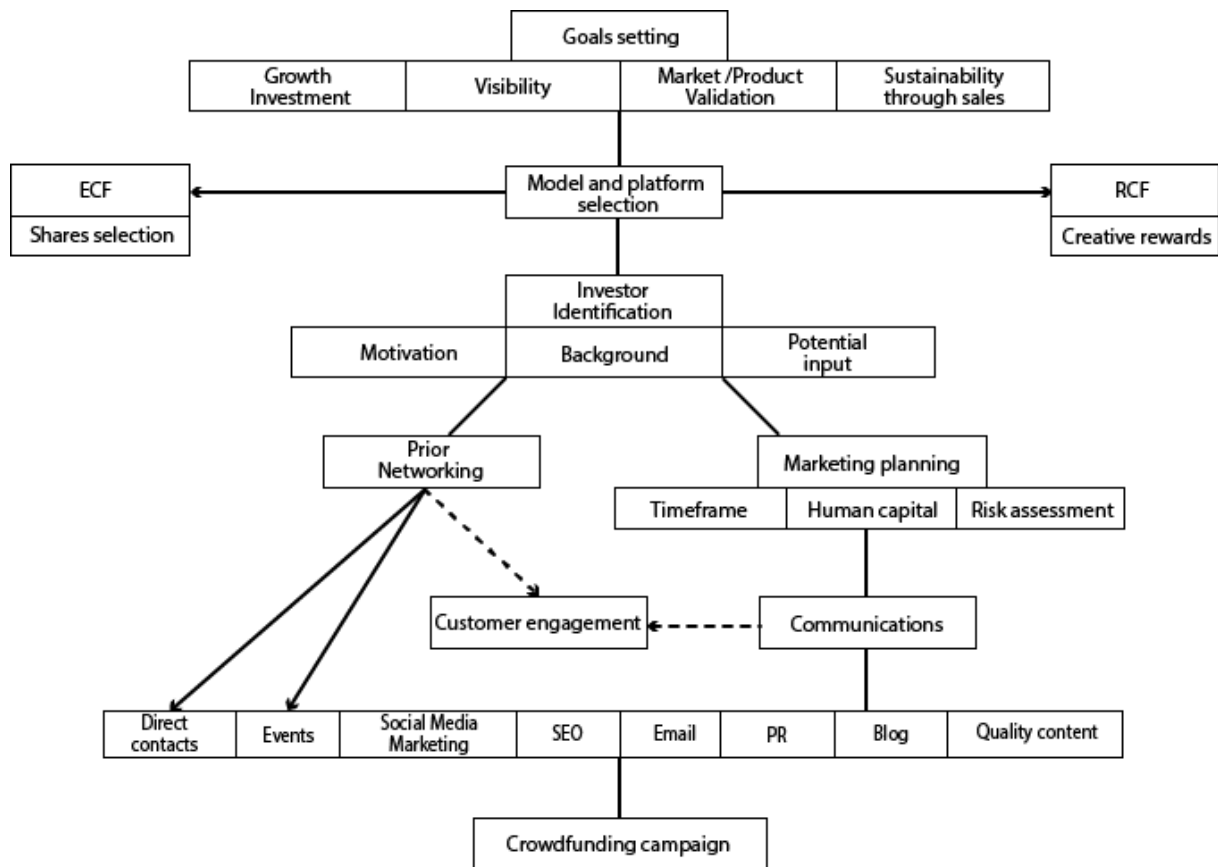 Goals setting
Growth
Investment
Visibility
Market /Product
Validation
Sustainability
through sales
ECF
Shares selection
Model and platform
selection
RCF
Creative rewards
Investor
Identification
Motivation
Background
Potential
input
Prior
Networking
Marketing planning
Timeframe
Human capital
Risk assessment
Customer engagement
Communications
Direct
contacts
Events
Social Media
Marketing
SEO
Email
PR
Blog
Quality content
Crowdfunding campaign